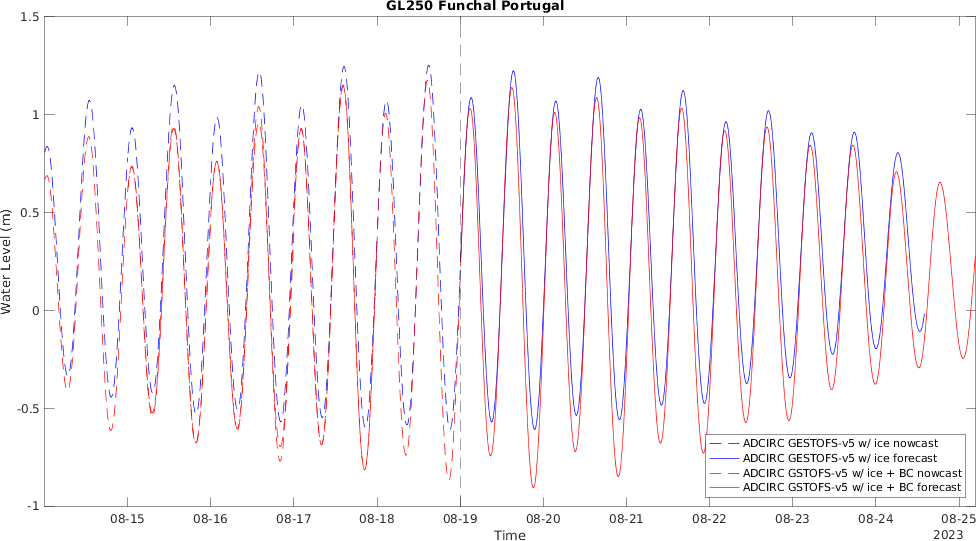 GL250 Funchal Portugal
1.5
1
0.5
0
-0.5
-1
Water Level (m)
ADCIRC GESTOFS-v5 w/ ice nowcast
ADCIRC GESTOFS-v5 w/ ice forecast
ADCIRC GSTOFS-v5 w/ ice + BC nowcast
ADCIRC GSTOFS-v5 w/ ice + BC forecast
08-15 08-16 08-17 08-18 08-19 08-20 08-21 08-22 08-23 08-24 08-25
Time
2023